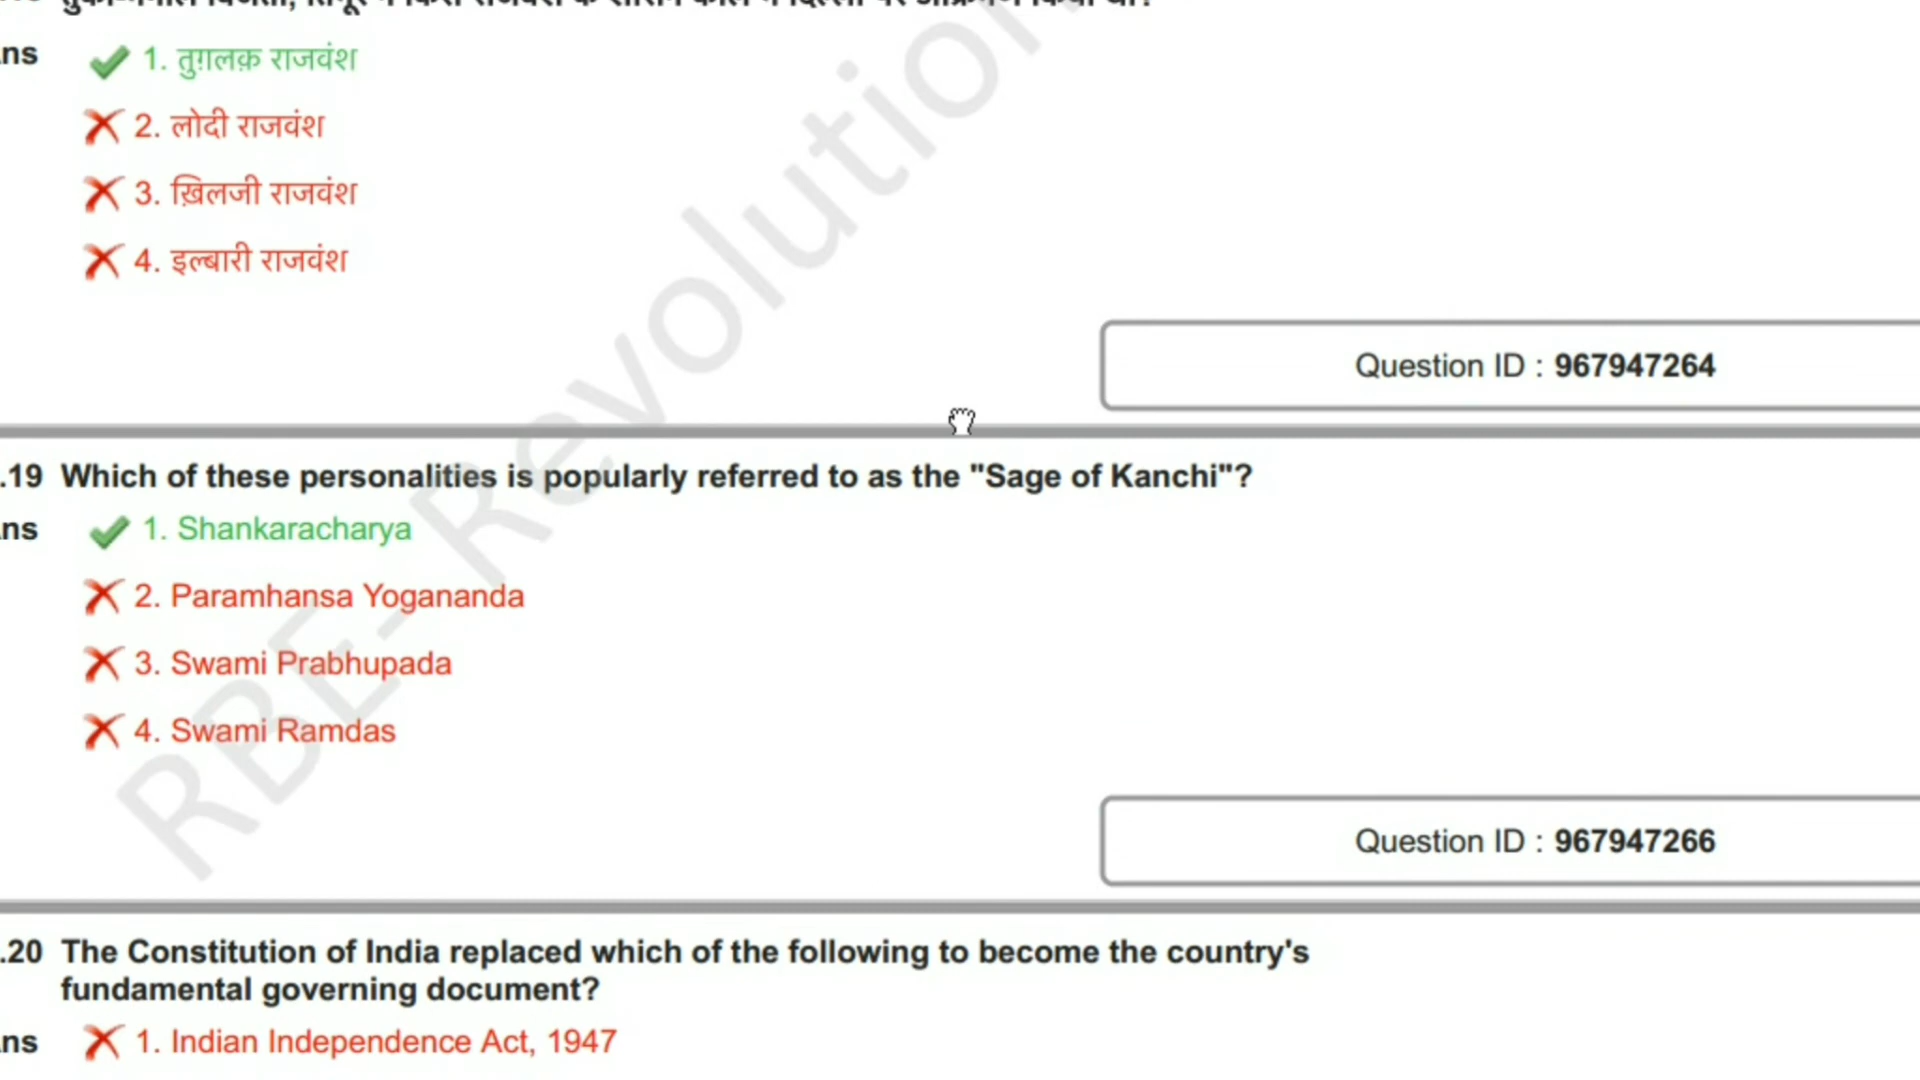 ns
1. तुग़लक़ राजवंश
2. लोदी राजवंश
3. ख़िलजी राजवंश
4. इल्बारी राजवंश
Question ID : 967947264
.19 Which of these personalities is popularly referred to as the "Sage of Kanchi"?
ns
1. Shankaracharya
2. Paramhansa Yogananda
3. Swami Prabhupada
4. Swami Ramdas
Question ID : 967947266
.20 The Constitution of India replaced which of the following to become the country's
fundamental governing document?
ns
1. Indian Independence Act, 1947
RBE- Revolution